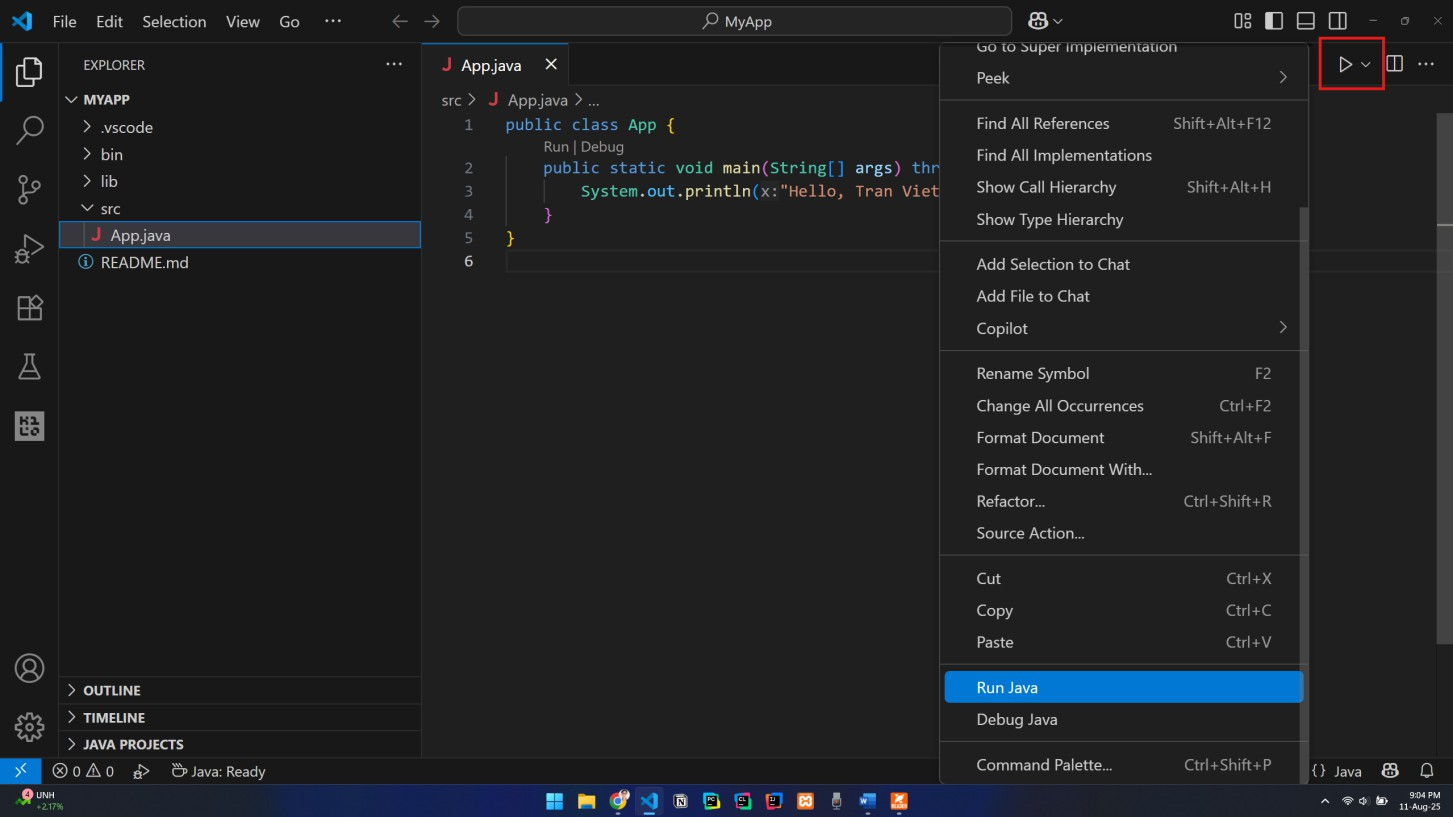 File Edit Selection View Go ...
MyApp
EXPLORER
MYAPP
.vscode
bin
lib
src
J App.java
README.md
OUTLINE
TIMELINE
JAVA PROJECTS
J App.java
src > J App.java > ...
1 public class App {
Run | Debug
2 public static void main(String[] args) thr
3 System.out.println(x:"Hello, Tran Viet
4 }
5 }
6
Go to Super Implementation
Peek
Find All References Shift+Alt+F12
Find All Implementations
Show Call Hierarchy Shift+Alt+H
Show Type Hierarchy
Add Selection to Chat
Add File to Chat
Copilot
Rename Symbol F2
Change All Occurrences Ctrl+F2
Format Document Shift+Alt+F
Format Document With...
Refactor... Ctrl+Shift+R
Source Action...
Cut Ctrl+X
Copy Ctrl+C
Paste Ctrl+V
Run Java
Debug Java
Command Palette... Ctrl+Shift+P
0 0 Java: Ready
{} Java
4 UNH
+2.17%
9:04 PM
11-Aug-25